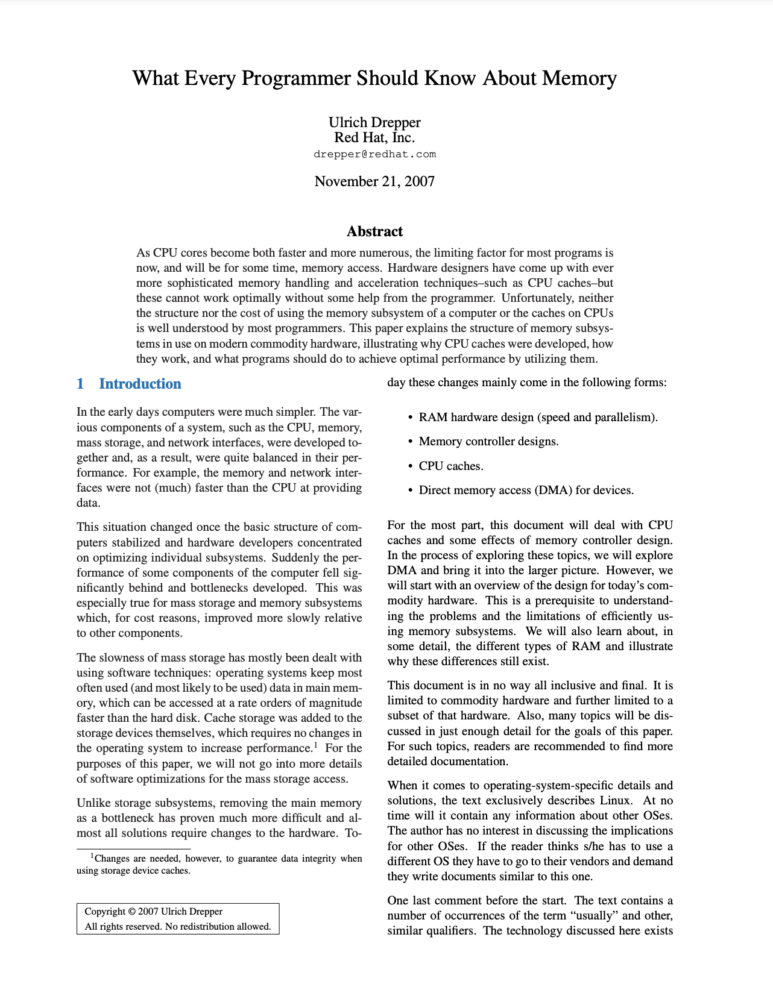 What Every Programmer Should Know About Memory
Ulrich Drepper
Red Hat, Inc.
drepper@redhat.com
November 21, 2007
Abstract
As CPU cores become both faster and more numerous, the limiting factor for most programs is
now, and will be for some time, memory access. Hardware designers have come up with ever
more sophisticated memory handling and acceleration techniques–such as CPU caches–but
these cannot work optimally without some help from the programmer. Unfortunately, neither
the structure nor the cost of using the memory subsystem of a computer or the caches on CPUs
is well understood by most programmers. This paper explains the structure of memory subsys-
tems in use on modern commodity hardware, illustrating why CPU caches were developed, how
they work, and what programs should do to achieve optimal performance by utilizing them.
1 Introduction
In the early days computers were much simpler. The var-
ious components of a system, such as the CPU, memory,
mass storage, and network interfaces, were developed to-
gether and, as a result, were quite balanced in their per-
formance. For example, the memory and network inter-
faces were not (much) faster than the CPU at providing
data.
This situation changed once the basic structure of com-
puters stabilized and hardware developers concentrated
on optimizing individual subsystems. Suddenly the per-
formance of some components of the computer fell sig-
nificantly behind and bottlenecks developed. This was
especially true for mass storage and memory subsystems
which, for cost reasons, improved more slowly relative
to other components.
The slowness of mass storage has mostly been dealt with
using software techniques: operating systems keep most
often used (and most likely to be used) data in main mem-
ory, which can be accessed at a rate orders of magnitude
faster than the hard disk. Cache storage was added to the
storage devices themselves, which requires no changes in
the operating system to increase performance.¹ For the
purposes of this paper, we will not go into more details
of software optimizations for the mass storage access.
Unlike storage subsystems, removing the main memory
as a bottleneck has proven much more difficult and al-
most all solutions require changes to the hardware. To-
¹Changes are needed, however, to guarantee data integrity when
using storage device caches.
Copyright © 2007 Ulrich Drepper
All rights reserved. No redistribution allowed.
day these changes mainly come in the following forms:
• RAM hardware design (speed and parallelism).
• Memory controller designs.
• CPU caches.
• Direct memory access (DMA) for devices.
For the most part, this document will deal with CPU
caches and some effects of memory controller design.
In the process of exploring these topics, we will explore
DMA and bring it into the larger picture. However, we
will start with an overview of the design for today’s com-
modity hardware. This is a prerequisite to understand-
ing the problems and the limitations of efficiently us-
ing memory subsystems. We will also learn about, in
some detail, the different types of RAM and illustrate
why these differences still exist.
This document is in no way all inclusive and final. It is
limited to commodity hardware and further limited to a
subset of that hardware. Also, many topics will be dis-
cussed in just enough detail for the goals of this paper.
For such topics, readers are recommended to find more
detailed documentation.
When it comes to operating-system-specific details and
solutions, the text exclusively describes Linux. At no
time will it contain any information about other OSes.
The author has no interest in discussing the implications
for other OSes. If the reader thinks s/he has to use a
different OS they have to go to their vendors and demand
they write documents similar to this one.
One last comment before the start. The text contains a
number of occurrences of the term “usually” and other,
similar qualifiers. The technology discussed here exists